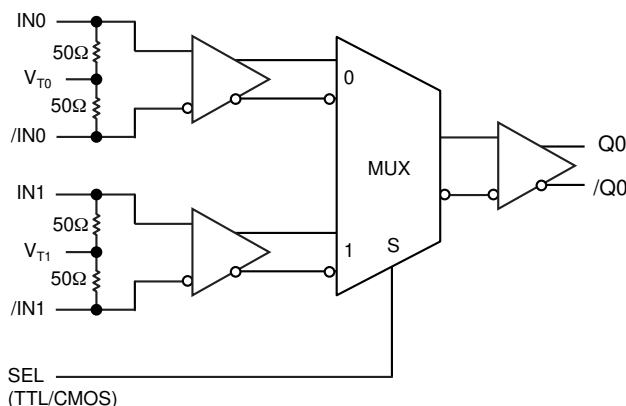 IN0
50Ω
VT0
50Ω
/IN0
0
MUX
Q0
/Q0
IN1
50Ω
VT1
50Ω
/IN1
1
S
SEL
(TTL/CMOS)